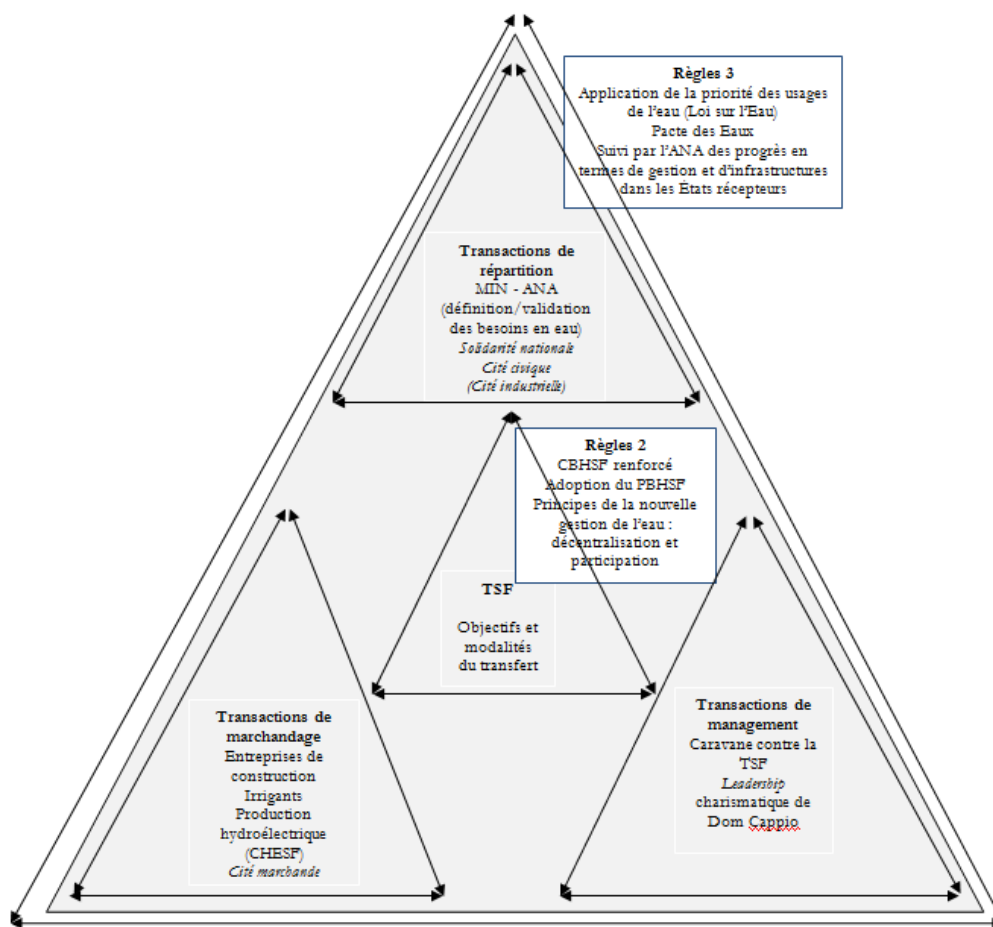 Règles 3
Application de la priorité des usages
de l'eau (Loi sur l'Eau)
Pacte des Eaux
Suivi par l'ANA des progrès en
termes de gestion et d'infrastructures
dans les États récepteurs
Transactions de
répartition
MIN - ANA
(définition/validation
des besoins en eau)
Solidarité nationale
Cité civique
(Cité industrielle)
Règles 2
CBHSF renforcé
Adoption du PBHSF
Principes de la nouvelle
gestion de l'eau :
décentralisation et
participation
TSF
Objectifs et
modalités
du transfert
Transactions de
marchandage
Entreprises de
construction
Irrigants
Production
hydroélectrique
(CHESF)
Cité marchande
Transactions de
management
Caravane contre la
TSF
Leadership
charismatique de
Dom Cappio